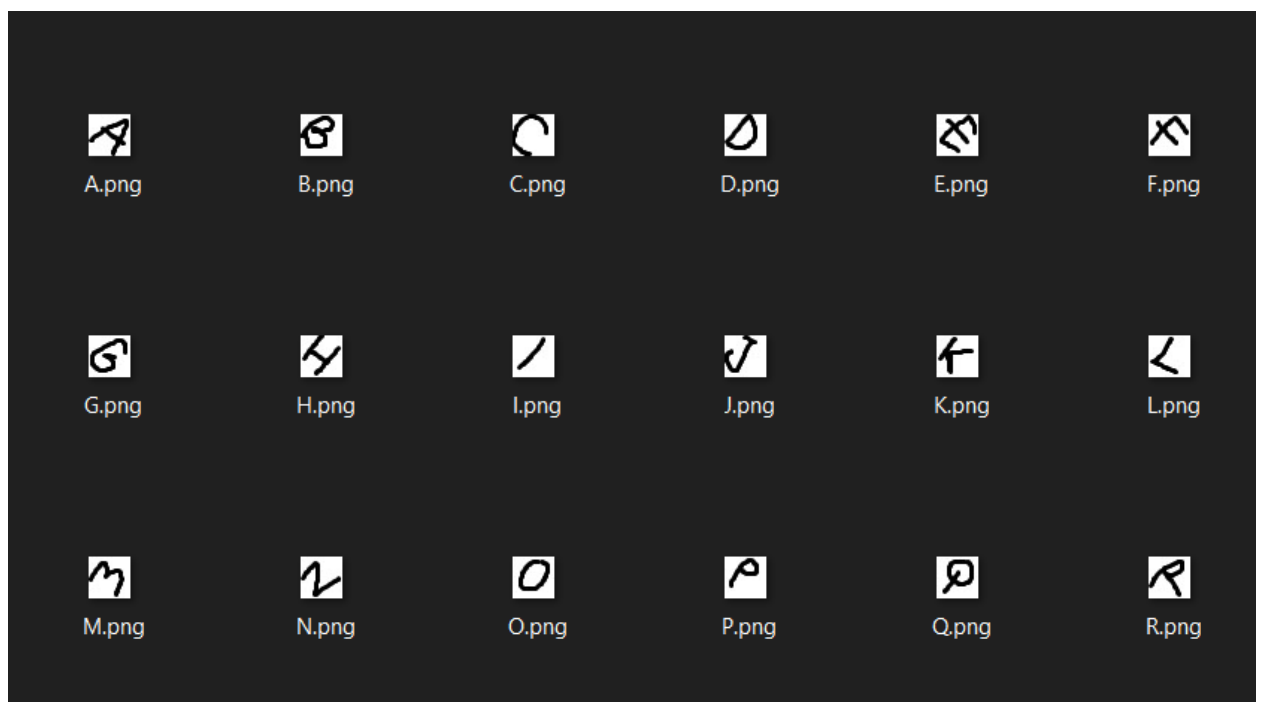 A B C D E F
A.png B.png C.png D.png E.png F.png
G H I J K L
G.png H.png I.png J.png K.png L.png
M N O P Q R
M.png N.png O.png P.png Q.png R.png